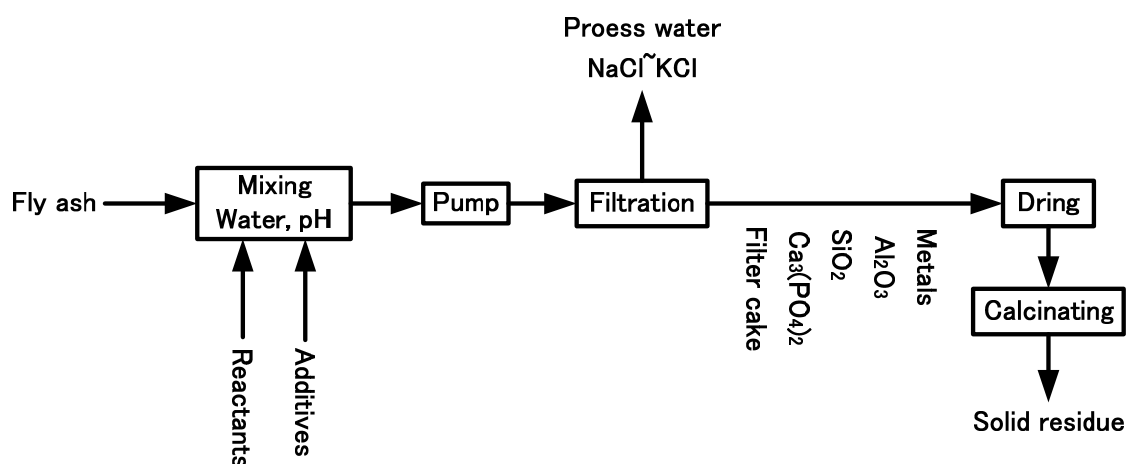 Proess water
NaCl~KCl
Fly ash
Mixing
Water, pH
Pump
Filtration
Dring
Filter cake
Ca3(PO4)2
SiO2
Al2O3
Metals
Calcinating
Reactants
Additives
Solid residue